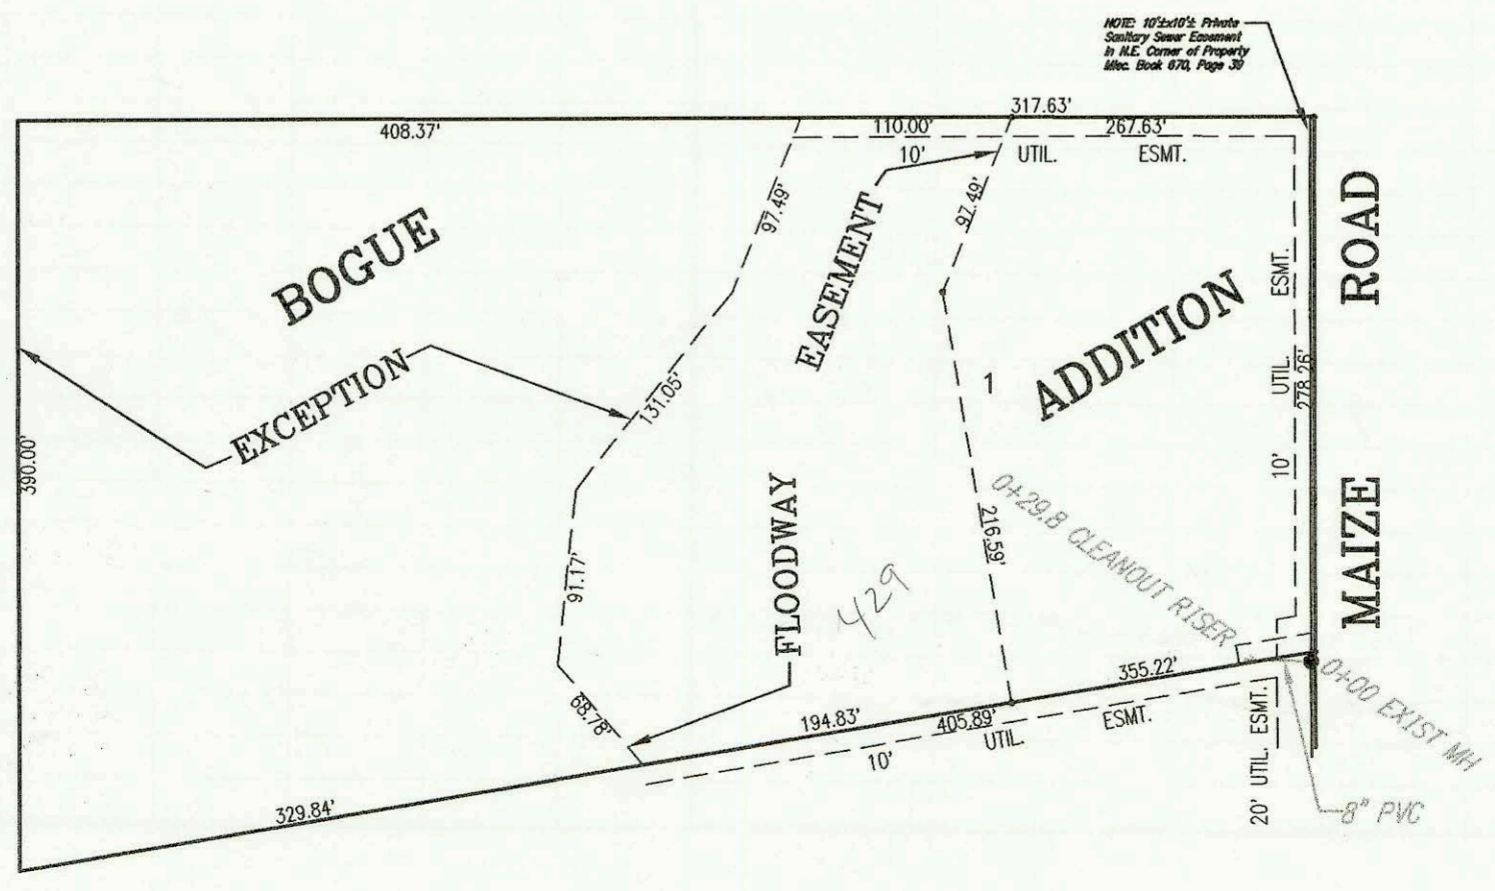 NOTE: 10'±x10'± Private
Sanitary Sewer Easement
in N.E. Corner of Property
Misc. Book 670, Page 39
317.63'
408.37'
110.00'
267.63'
10'
UTIL.
ESMT.
97.49'
97.49'
BOGUE
EASEMENT
ADDITION
ROAD
ESMT.
UTIL.
278.26'
10'
EXCEPTION
131.05'
1
390.00'
FLOODWAY
216.59'
0+29.8 CLEANOUT RISER
MAIZE
91.17'
429
68.78'
355.22'
0+00 EXIST MH
194.83'
405.89'
UTIL.
ESMT.
10'
20' UTIL. ESMT.
329.84'
8" PVC